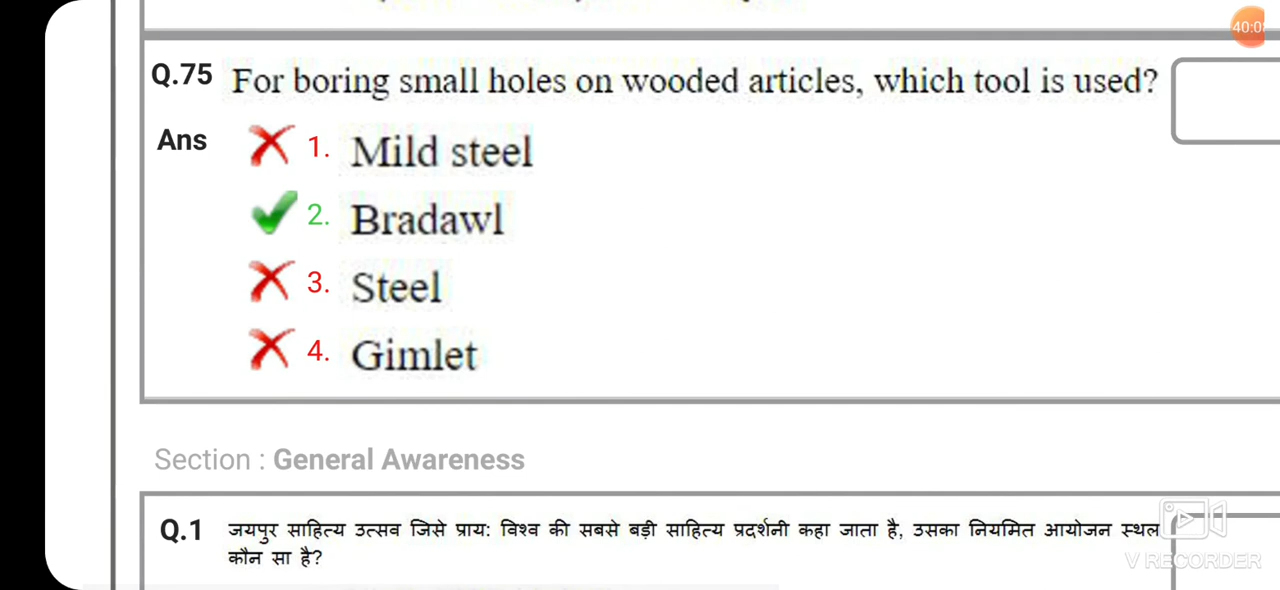 40:0
Q.75 For boring small holes on wooded articles, which tool is used?
Ans 1. Mild steel
2. Bradawl
3. Steel
4. Gimlet
Section : General Awareness
Q.1 जयपुर साहित्य उत्सव जिसे प्राय: विश्व की सबसे बड़ी साहित्य प्रदर्शनी कहा जाता है, उसका नियमित आयोजन स्थल
कौन सा है?
V RECORDER